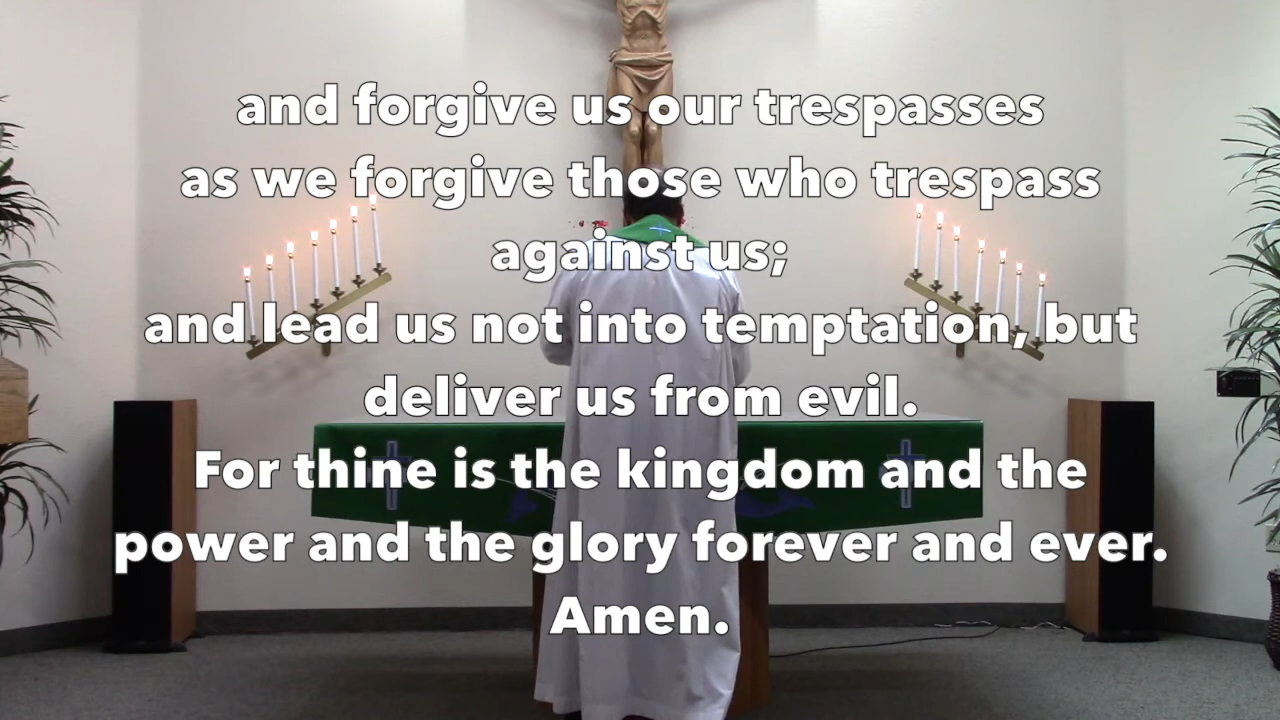 and forgive us our trespasses
as we forgive those who trespass
against us;
and lead us not into temptation, but
deliver us from evil.
For thine is the kingdom and the
power and the glory forever and ever.
Amen.